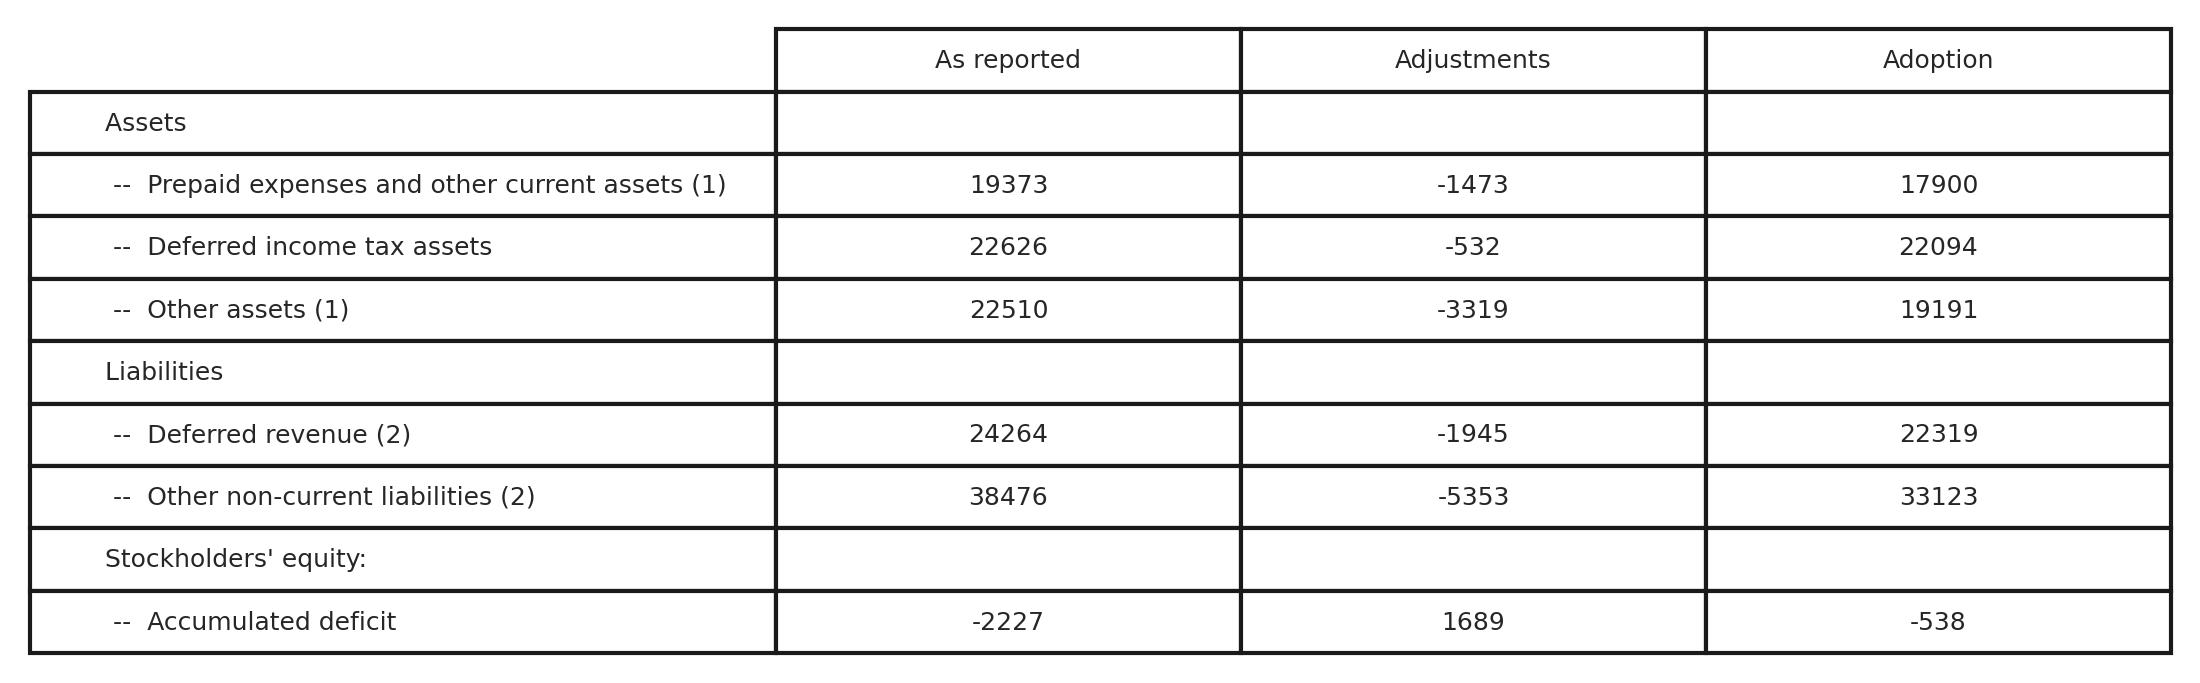 As reported Adjustments Adoption
Assets
-- Prepaid expenses and other current assets (1) 19373 -1473 17900
-- Deferred income tax assets 22626 -532 22094
-- Other assets (1) 22510 -3319 19191
Liabilities
-- Deferred revenue (2) 24264 -1945 22319
-- Other non-current liabilities (2) 38476 -5353 33123
Stockholders' equity:
-- Accumulated deficit -2227 1689 -538